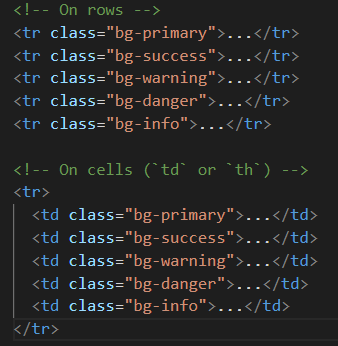 <!-- On rows -->
<tr class="bg-primary">...</tr>
<tr class="bg-success">...</tr>
<tr class="bg-warning">...</tr>
<tr class="bg-danger">...</tr>
<tr class="bg-info">...</tr>

<!-- On cells (`td` or `th`) -->
<tr>
  <td class="bg-primary">...</td>
  <td class="bg-success">...</td>
  <td class="bg-warning">...</td>
  <td class="bg-danger">...</td>
  <td class="bg-info">...</td>
</tr>